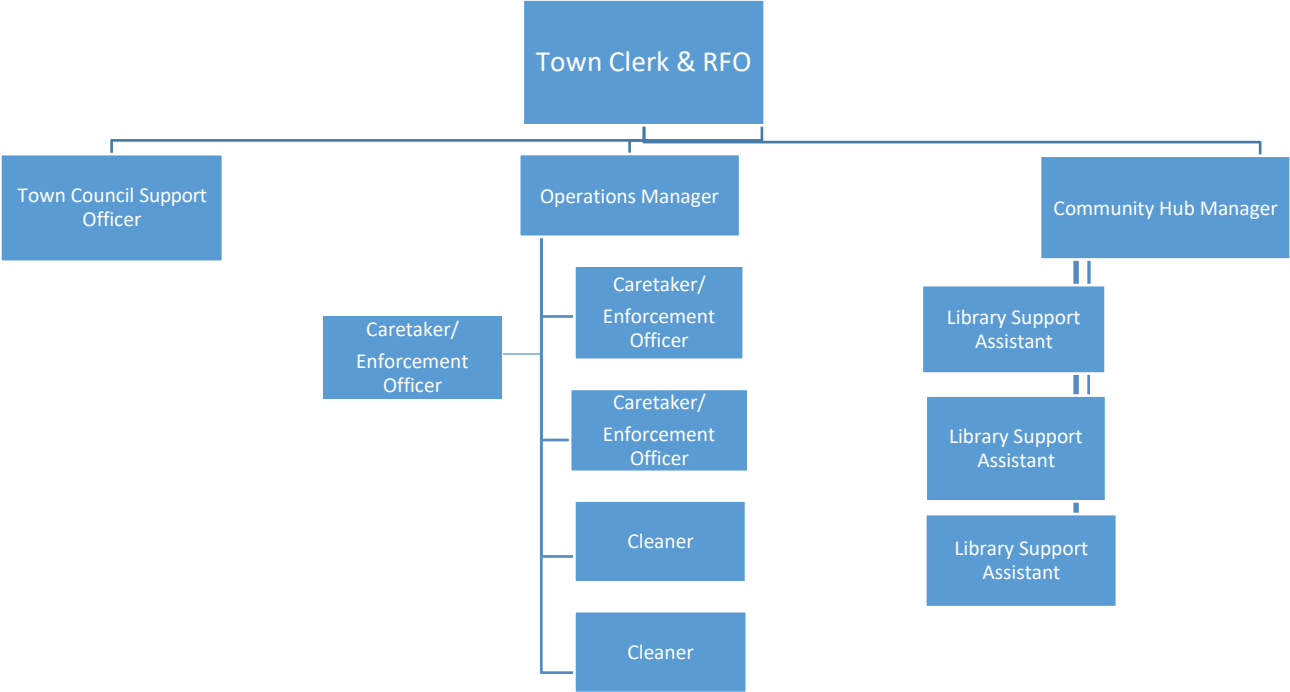 Town Clerk & RFO
Town Council Support
Officer
Operations Manager
Community Hub Manager
Caretaker/
Enforcement
Officer
Caretaker/
Enforcement
Officer
Caretaker/
Enforcement
Officer
Cleaner
Cleaner
Library Support
Assistant
Library Support
Assistant
Library Support
Assistant